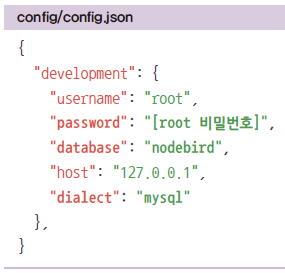 config/config.json
{
  "development": {
    "username": "root",
    "password": "[root 비밀번호]",
    "database": "nodebird",
    "host": "127.0.0.1",
    "dialect": "mysql"
  },
}